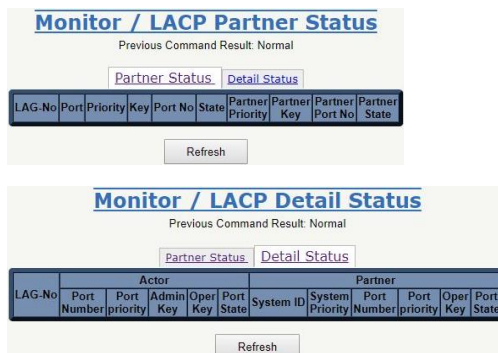 Monitor / LACP Partner Status
Previous Command Result: Normal
Partner Status Detail Status
LAG-No Port Priority Key Port No State Partner Priority Partner Key Partner Port No Partner State
Refresh
Monitor / LACP Detail Status
Previous Command Result: Normal
Partner Status Detail Status
LAG-No Actor Partner
Port Number Port priority Admin Key Oper Key Port State System ID System Priority Port Number Port priority Oper Key Port State
Refresh